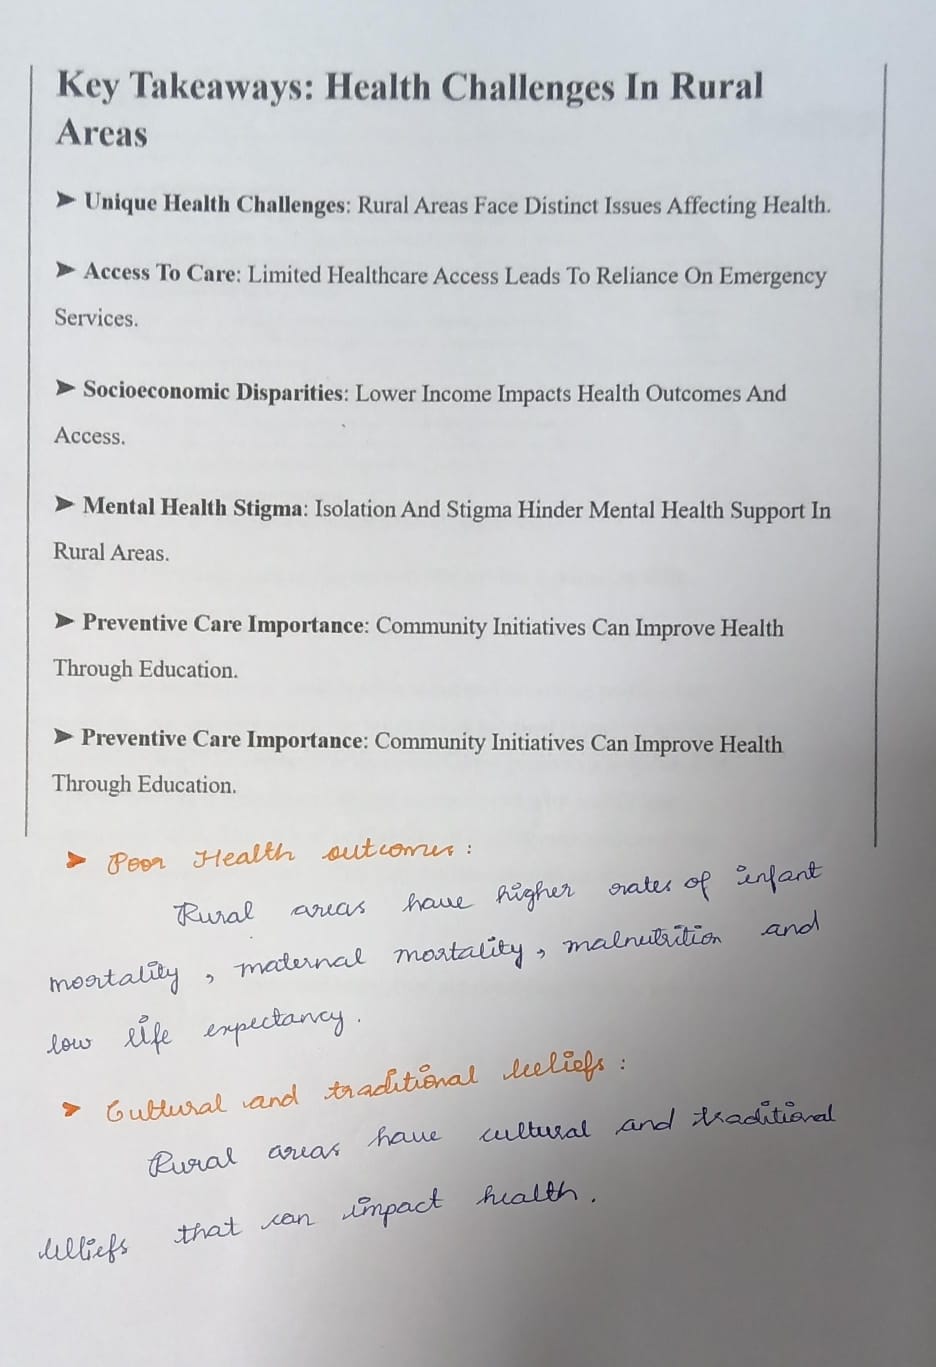 Key Takeaways: Health Challenges In Rural
Areas
➤ Unique Health Challenges: Rural Areas Face Distinct Issues Affecting Health.
➤ Access To Care: Limited Healthcare Access Leads To Reliance On Emergency
Services.
➤ Socioeconomic Disparities: Lower Income Impacts Health Outcomes And
Access.
➤ Mental Health Stigma: Isolation And Stigma Hinder Mental Health Support In
Rural Areas.
➤ Preventive Care Importance: Community Initiatives Can Improve Health
Through Education.
➤ Preventive Care Importance: Community Initiatives Can Improve Health
Through Education.
➤ Poor Health outcomes :
Rural areas have higher rates of infant
mortality , maternal mortality , malnutrition and
low life expectancy .
➤ Cultural and traditional beliefs :
Rural areas have cultural and traditional
beliefs that can impact health .